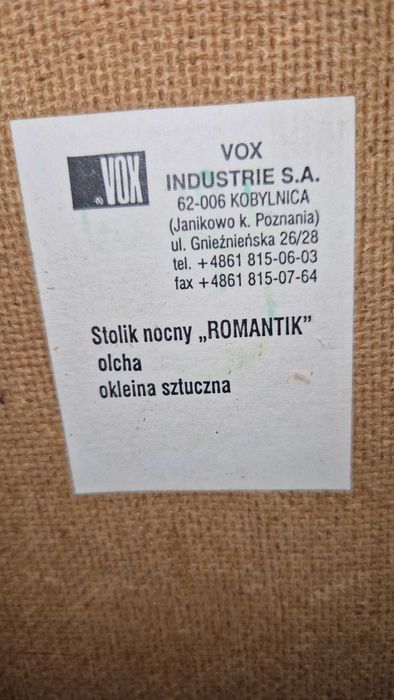 ® VOX
VOX
INDUSTRIE S.A.
62-006 KOBYLNICA
(Janikowo k. Poznania)
ul. Gnieźnieńska 26/28
tel. +4861 815-06-03
fax +4861 815-07-64
Stolik nocny „ROMANTIK”
olcha
okleina sztuczna